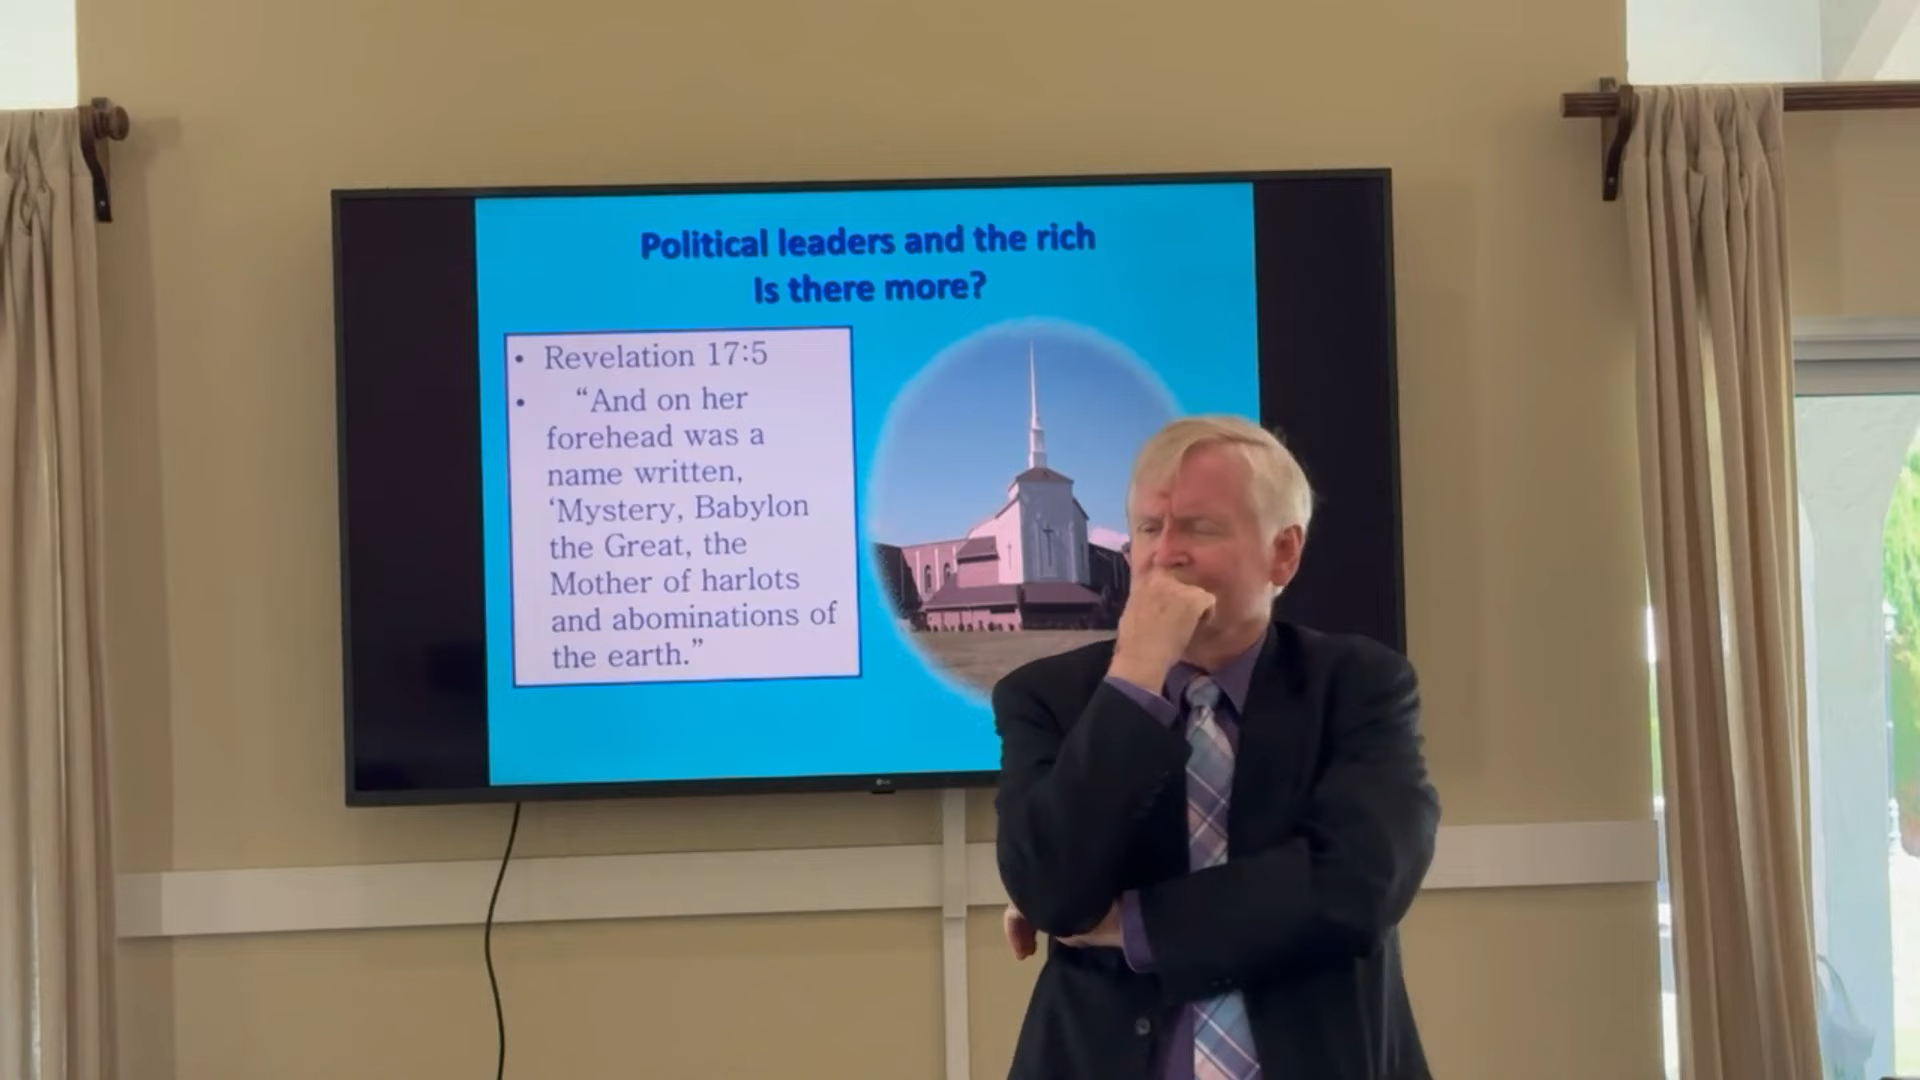 Political leaders and the rich
Is there more?
• Revelation 17:5
• “And on her
forehead was a
name written,
‘Mystery, Babylon
the Great, the
Mother of harlots
and abominations of
the earth.”
LG